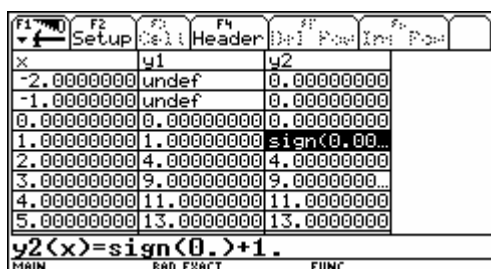 F1 F2 F3 F4 F5 F6
Setup Cell Header Del Row Ins Row
x y1 y2
-2.0000000 undef 0.00000000
-1.0000000 undef 0.00000000
0.00000000 0.00000000 0.00000000
1.00000000 1.00000000 sign(0.00…
2.00000000 4.00000000 4.00000000
3.00000000 9.00000000 9.0000000…
4.00000000 11.0000000 11.0000000
5.00000000 13.0000000 13.0000000
y2(x)=sign(0.)+1.
MAIN RAD EXACT FUNC